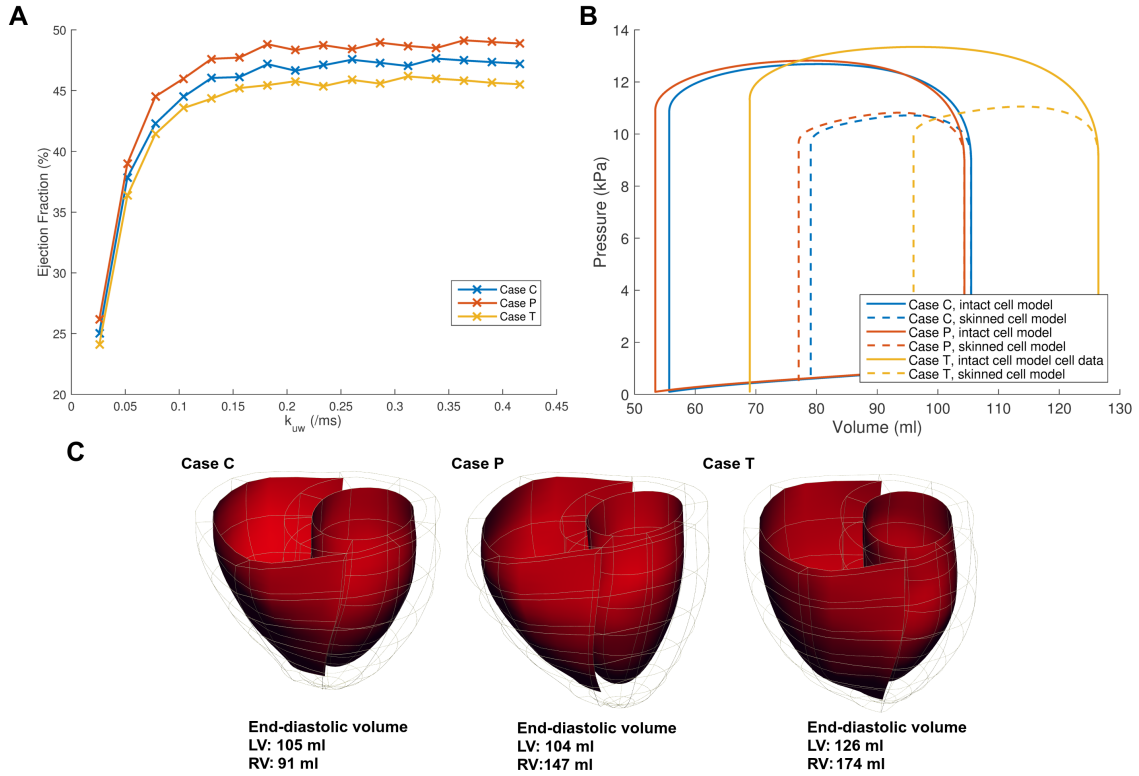 A
50
45
40
35
30
25
20
Ejection Fraction (%)
0
0.05
0.1
0.15
0.2
0.25
0.3
0.35
0.4
0.45
k_uw (/ms)
Case C
Case P
Case T
B
14
12
10
8
6
4
2
0
Pressure (kPa)
50
60
70
80
90
100
110
120
130
Volume (ml)
Case C, intact cell model
Case C, skinned cell model
Case P, intact cell model
Case P, skinned cell model
Case T, intact cell model cell data
Case T, skinned cell model
C
Case C
Case P
Case T
End-diastolic volume
LV: 105 ml
RV: 91 ml
End-diastolic volume
LV: 104 ml
RV:147 ml
End-diastolic volume
LV: 126 ml
RV: 174 ml